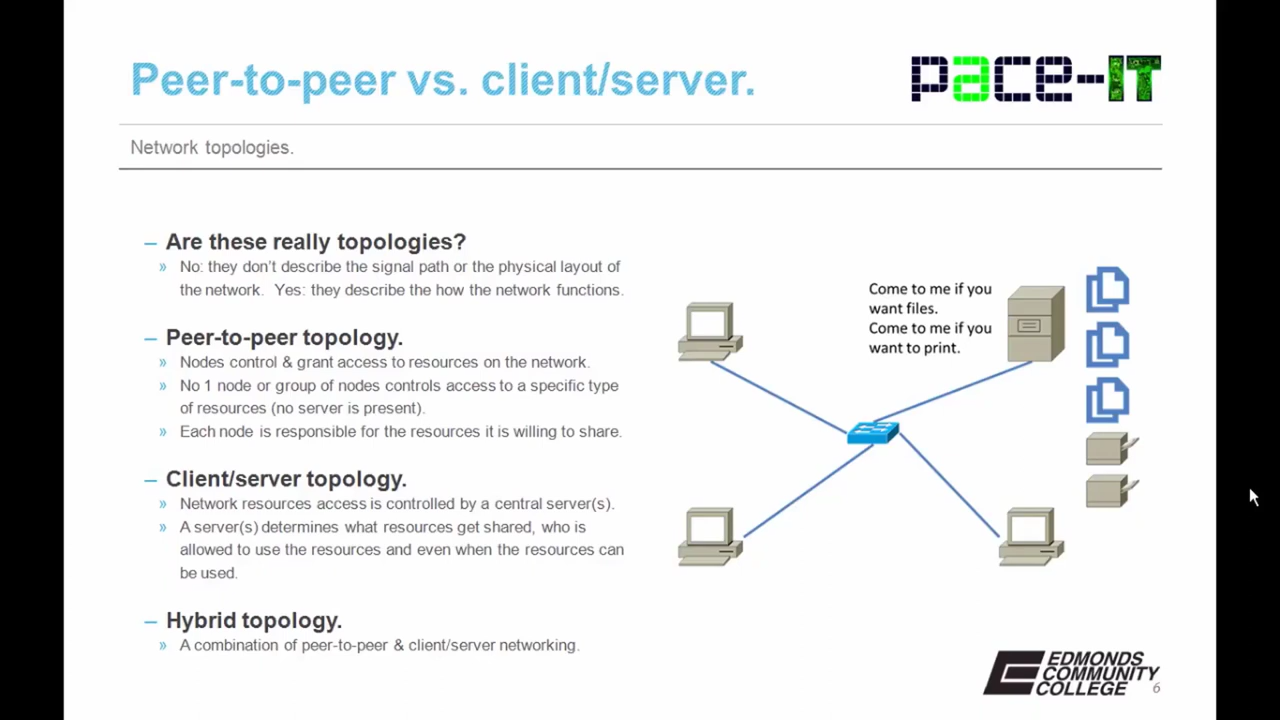 Peer-to-peer vs. client/server.
pace-IT
Network topologies.
– Are these really topologies?
» No: they don't describe the signal path or the physical layout of
the network. Yes: they describe the how the network functions.
– Peer-to-peer topology.
» Nodes control & grant access to resources on the network.
» No 1 node or group of nodes controls access to a specific type
of resources (no server is present).
» Each node is responsible for the resources it is willing to share.
– Client/server topology.
» Network resources access is controlled by a central server(s).
» A server(s) determines what resources get shared, who is
allowed to use the resources and even when the resources can
be used.
– Hybrid topology.
» A combination of peer-to-peer & client/server networking.
Come to me if you
want files.
Come to me if you
want to print.
EDMONDS
COMMUNITY
COLLEGE
6